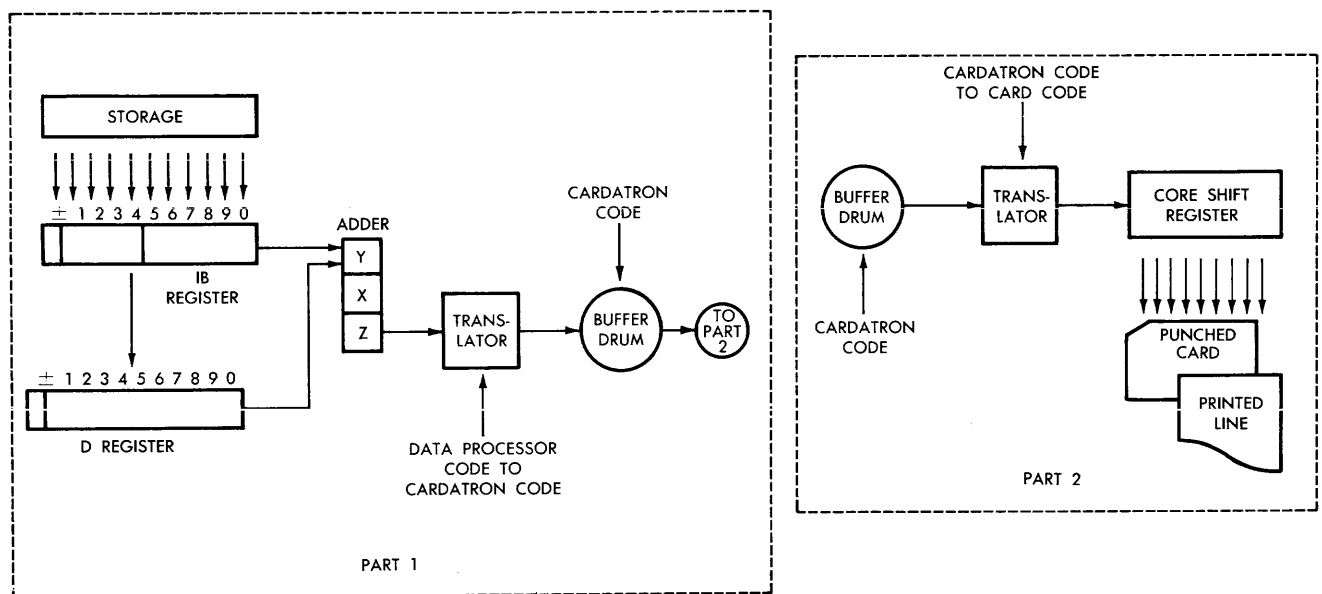 STORAGE
± 1 2 3 4 5 6 7 8 9 0
IB
REGISTER
± 1 2 3 4 5 6 7 8 9 0
D REGISTER
ADDER
Y
X
Z
TRANS-
LATOR
DATA PROCESSOR
CODE TO
CARDATRON CODE
CARDATRON
CODE
BUFFER
DRUM
TO
PART
2
PART 1
CARDATRON CODE
TO CARD CODE
BUFFER
DRUM
CARDATRON
CODE
TRANS-
LATOR
CORE SHIFT
REGISTER
PUNCHED
CARD
PRINTED
LINE
PART 2